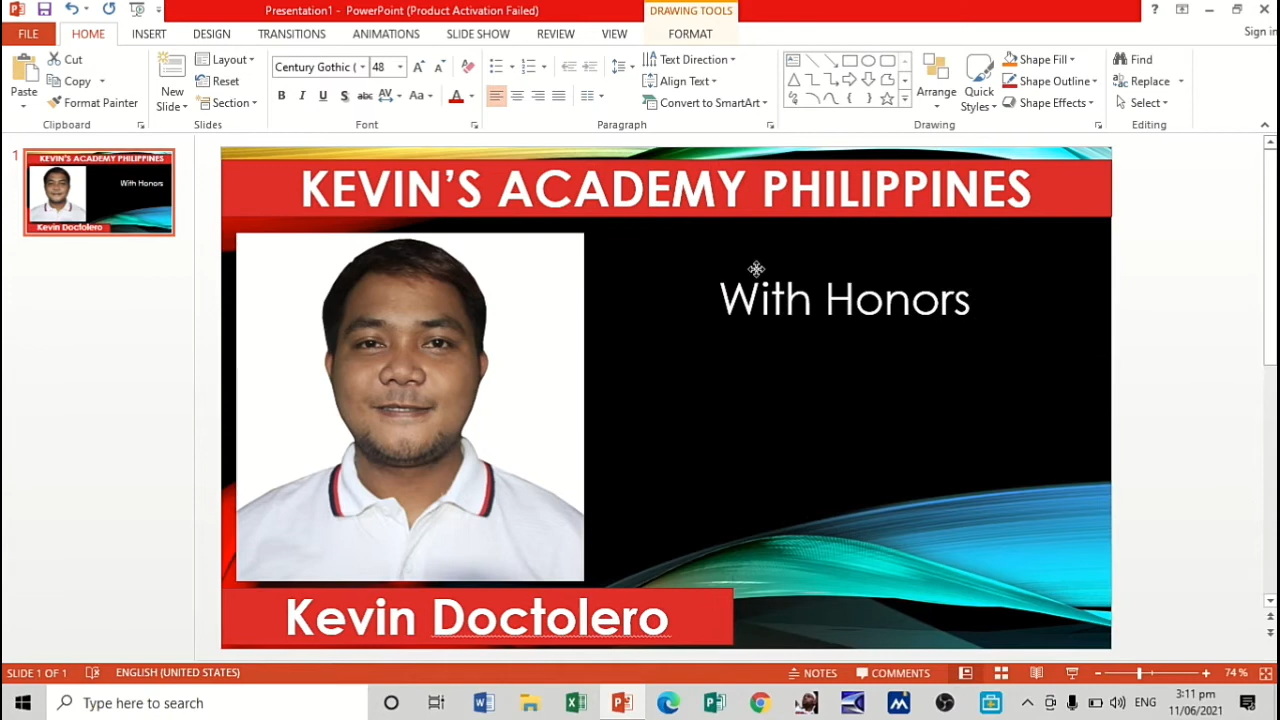 Presentation1 - PowerPoint (Product Activation Failed)
DRAWING TOOLS
?
FILE
HOME
INSERT
DESIGN
TRANSITIONS
ANIMATIONS
SLIDE SHOW
REVIEW
VIEW
FORMAT
Sign in
Paste
Cut
Copy
Format Painter
Clipboard
New
Slide
Layout
Reset
Section
Slides
Century Gothic (
48
B I U S abc AV Aa A
Font
Text Direction
Align Text
Convert to SmartArt
Paragraph
Arrange
Quick
Styles
Shape Fill
Shape Outline
Shape Effects
Drawing
Find
Replace
Select
Editing
1
KEVIN'S ACADEMY PHILIPPINES
With Honors
Kevin Doctolero
KEVIN’S ACADEMY PHILIPPINES
With Honors
Kevin Doctolero
SLIDE 1 OF 1
ENGLISH (UNITED STATES)
NOTES
COMMENTS
74 %
Type here to search
ENG
3:11 pm
11/06/2021